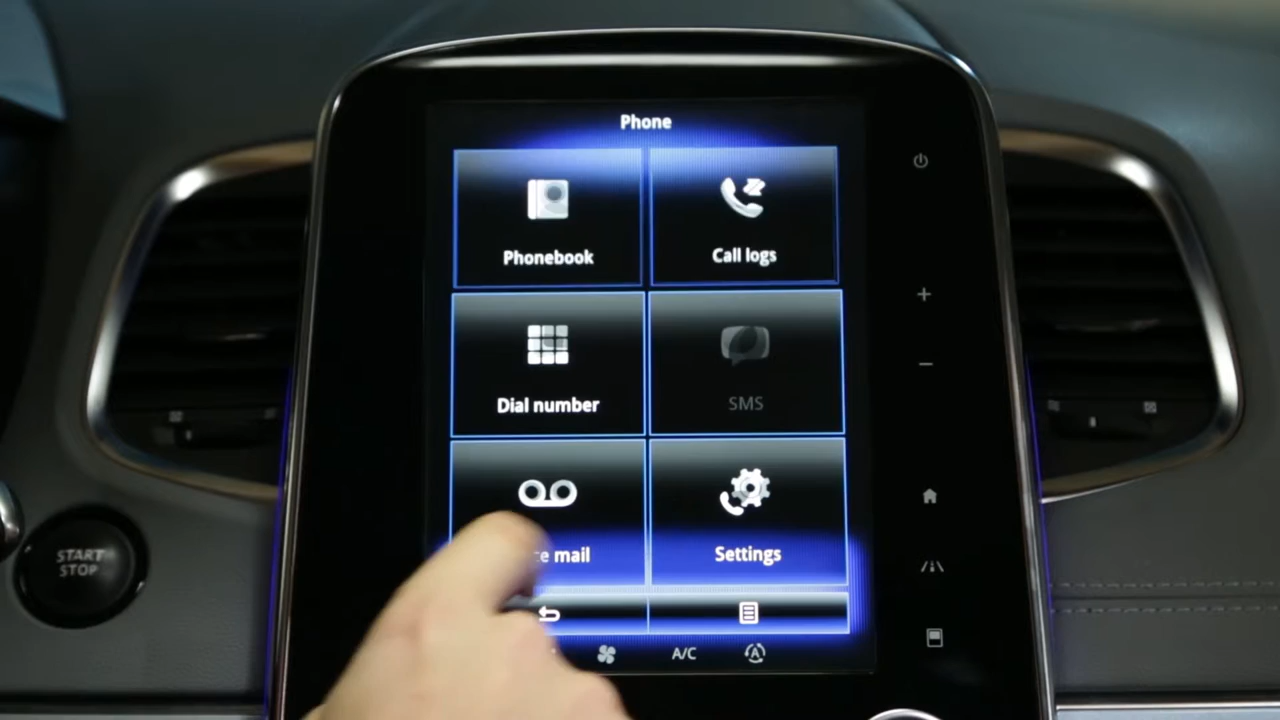 Phone
Phonebook
Call logs
Dial number
SMS
mail
Settings
A/C
A
START
STOP